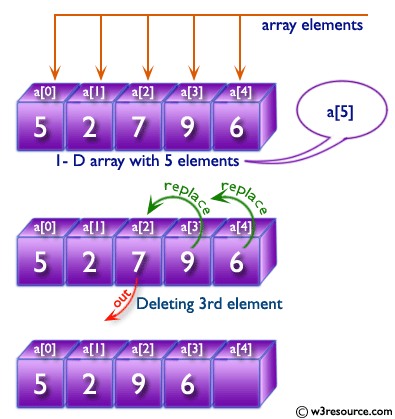 array elements
a[0] a[1] a[2] a[3] a[4]
5 2 7 9 6
a[5]
1- D array with 5 elements
replace replace
a[0] a[1] a[2] a[3] a[4]
5 2 7 9 6
out
Deleting 3rd element
a[0] a[1] a[2] a[3] a[4]
5 2 9 6
© w3resource.com